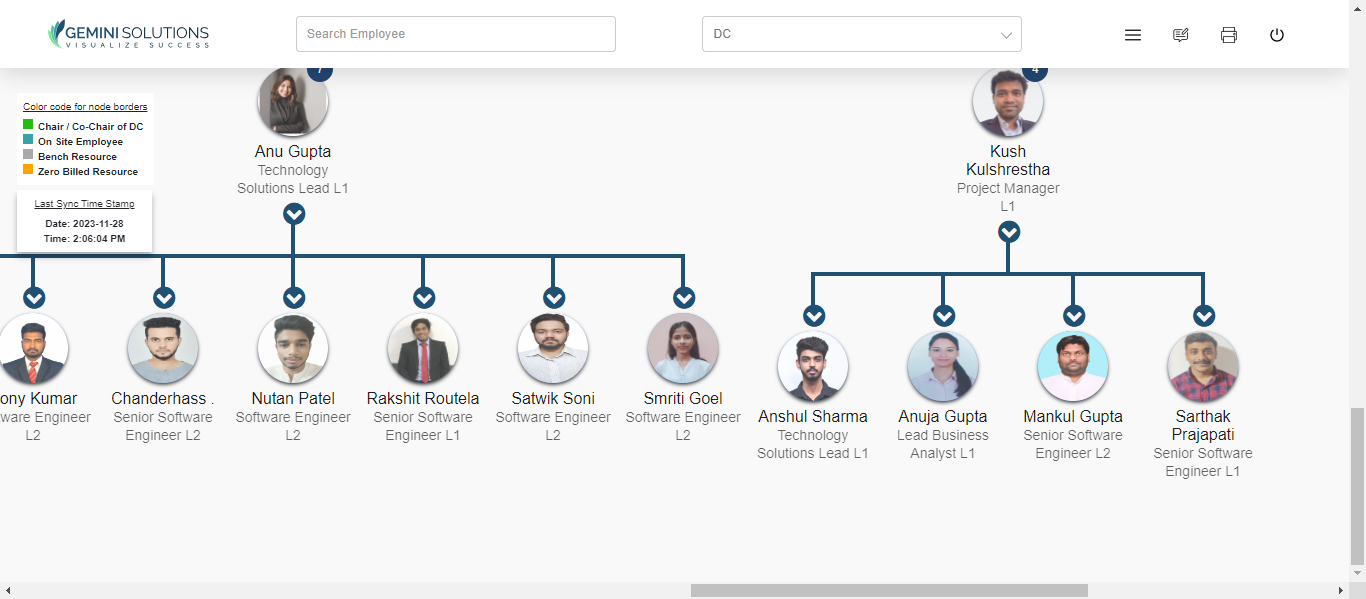 GEMINI SOLUTIONS
VISUALIZE SUCCESS
Search Employee
DC
7
4
Color code for node borders
Chair / Co-Chair of DC
On Site Employee
Bench Resource
Zero Billed Resource
Last Sync Time Stamp
Date: 2023-11-28
Time: 2:06:04 PM
Anu Gupta
Technology
Solutions Lead L1
Kush
Kulshrestha
Project Manager
L1
ony Kumar
ware Engineer
L2
Chanderhass .
Senior Software
Engineer L2
Nutan Patel
Software Engineer
L2
Rakshit Routela
Senior Software
Engineer L1
Satwik Soni
Software Engineer
L2
Smriti Goel
Software Engineer
L2
Anshul Sharma
Technology
Solutions Lead L1
Anuja Gupta
Lead Business
Analyst L1
Mankul Gupta
Senior Software
Engineer L2
Sarthak
Prajapati
Senior Software
Engineer L1